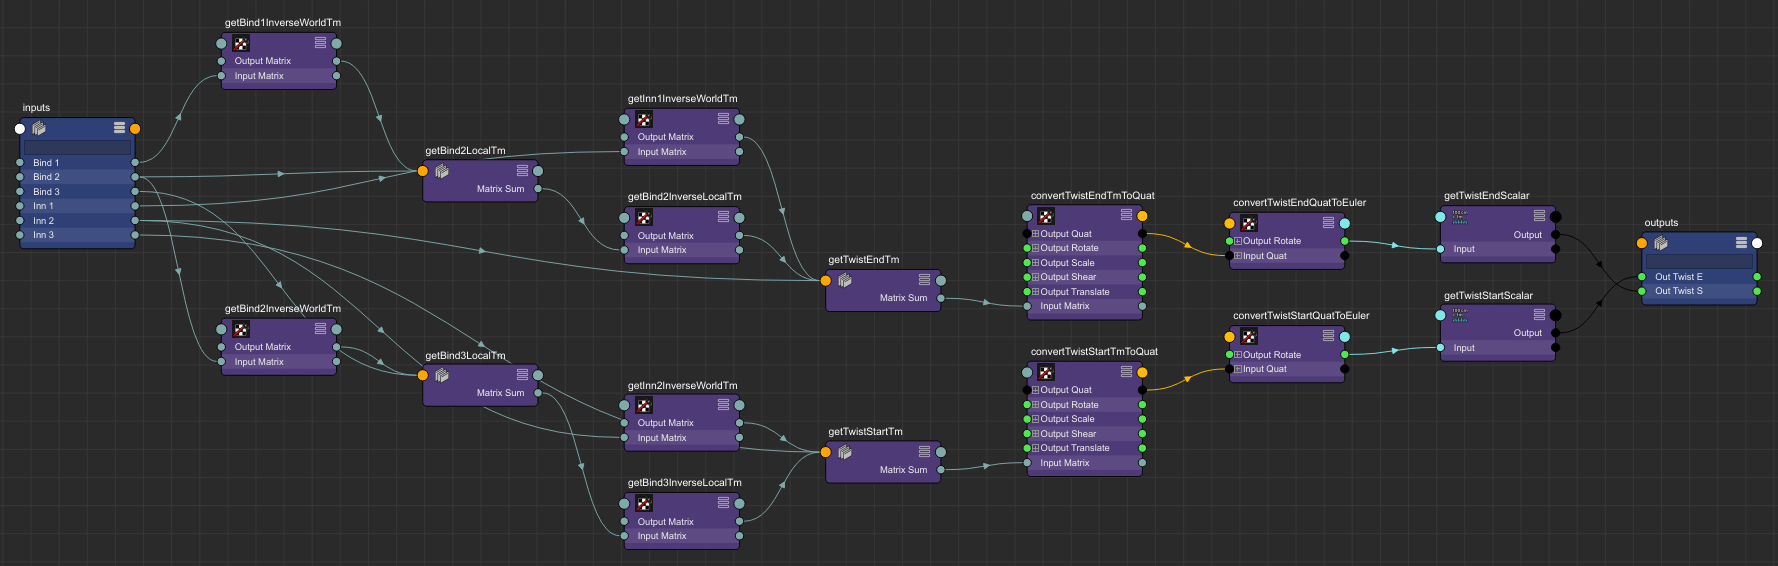 inputs
Bind 1
Bind 2
Bind 3
Inn 1
Inn 2
Inn 3
getBind1InverseWorldTm
Output Matrix
Input Matrix
getBind2InverseWorldTm
Output Matrix
Input Matrix
getBind2LocalTm
Matrix Sum
getBind3LocalTm
Matrix Sum
getInn1InverseWorldTm
Output Matrix
Input Matrix
getBind2InverseLocalTm
Output Matrix
Input Matrix
getInn2InverseWorldTm
Output Matrix
Input Matrix
getBind3InverseLocalTm
Output Matrix
Input Matrix
getTwistEndTm
Matrix Sum
getTwistStartTm
Matrix Sum
convertTwistEndTmToQuat
Output Quat
Output Rotate
Output Scale
Output Shear
Output Translate
Input Matrix
convertTwistStartTmToQuat
Output Quat
Output Rotate
Output Scale
Output Shear
Output Translate
Input Matrix
convertTwistEndQuatToEuler
Output Rotate
Input Quat
convertTwistStartQuatToEuler
Output Rotate
Input Quat
getTwistEndScalar
Output
Input
getTwistStartScalar
Output
Input
outputs
Out Twist E
Out Twist S